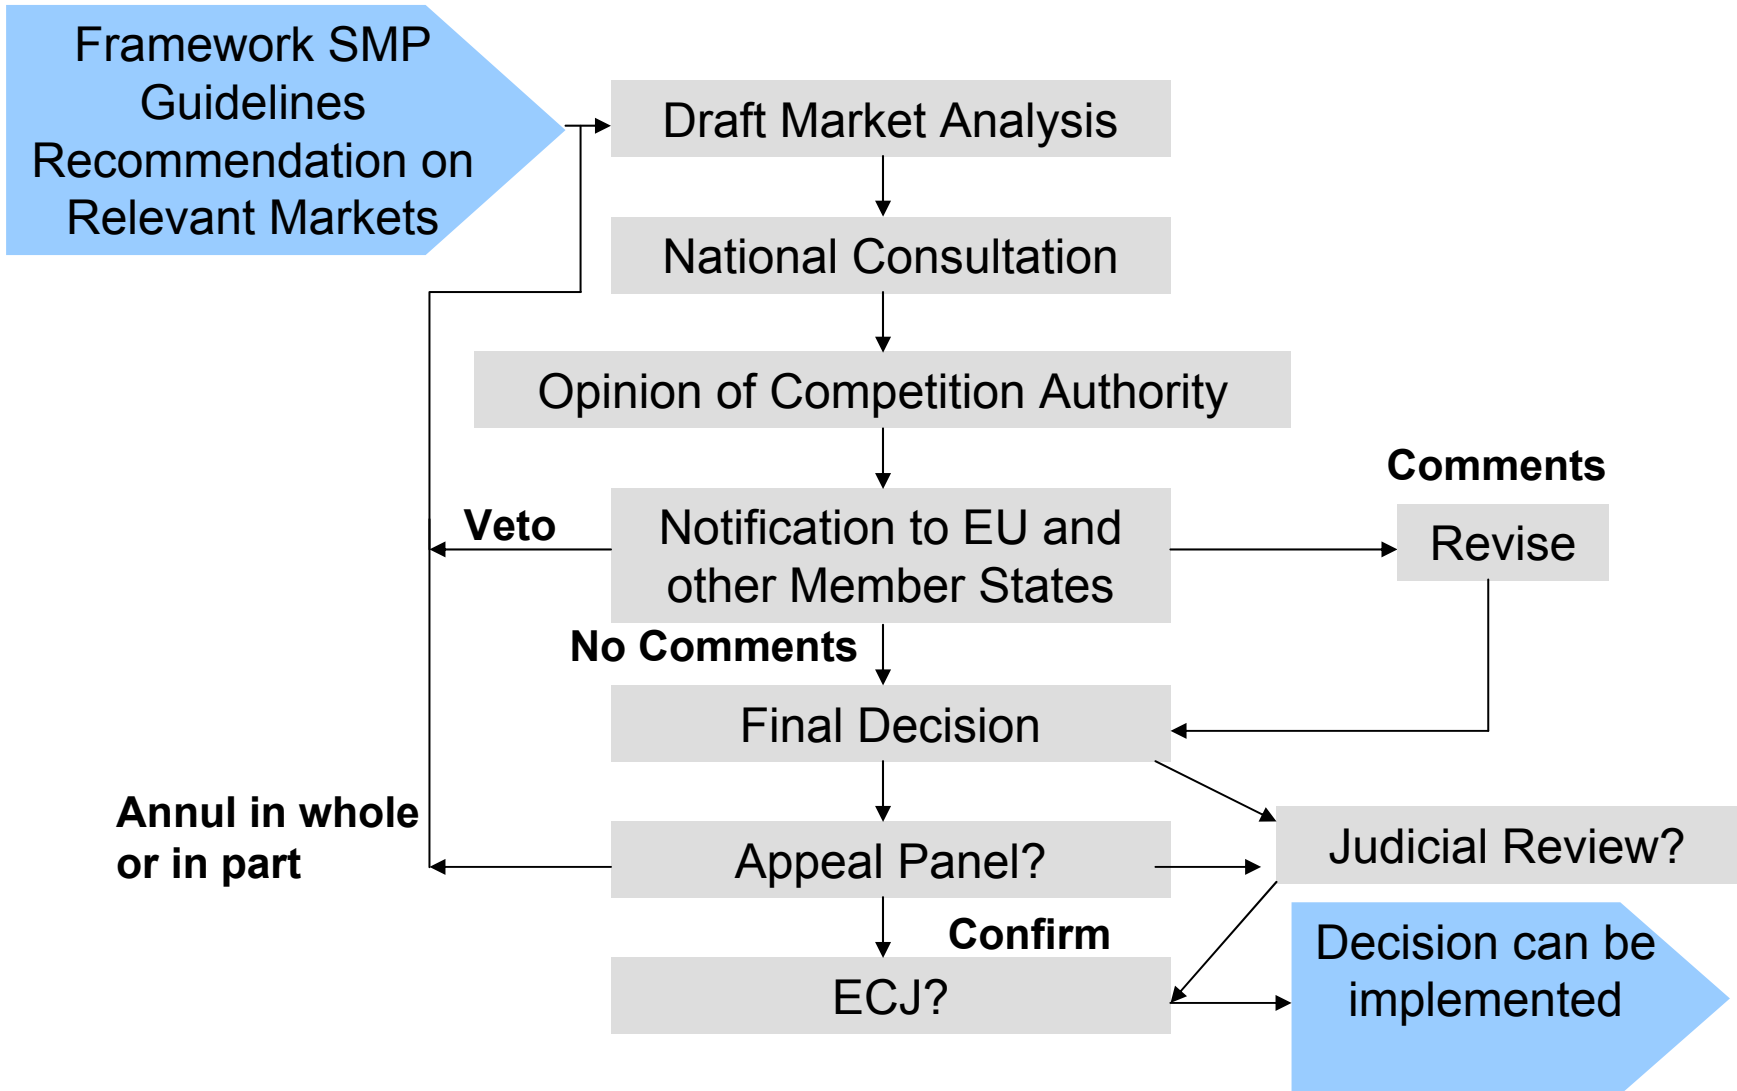 Framework SMP
Guidelines
Recommendation on
Relevant Markets
Draft Market Analysis
National Consultation
Opinion of Competition Authority
Comments
Veto
Notification to EU and
other Member States
Revise
No Comments
Final Decision
Annul in whole
or in part
Appeal Panel?
Judicial Review?
Confirm
ECJ?
Decision can be
implemented